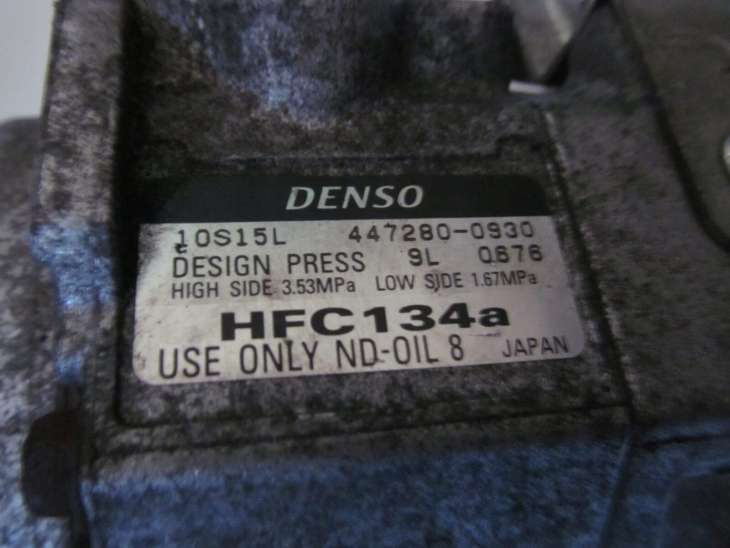 DENSO
10S15L 447280-0930
DESIGN PRESS 9L 0676
HIGH SIDE 3.53MPa LOW SIDE 1.67MPa
HFC134a
USE ONLY ND-OIL 8 JAPAN